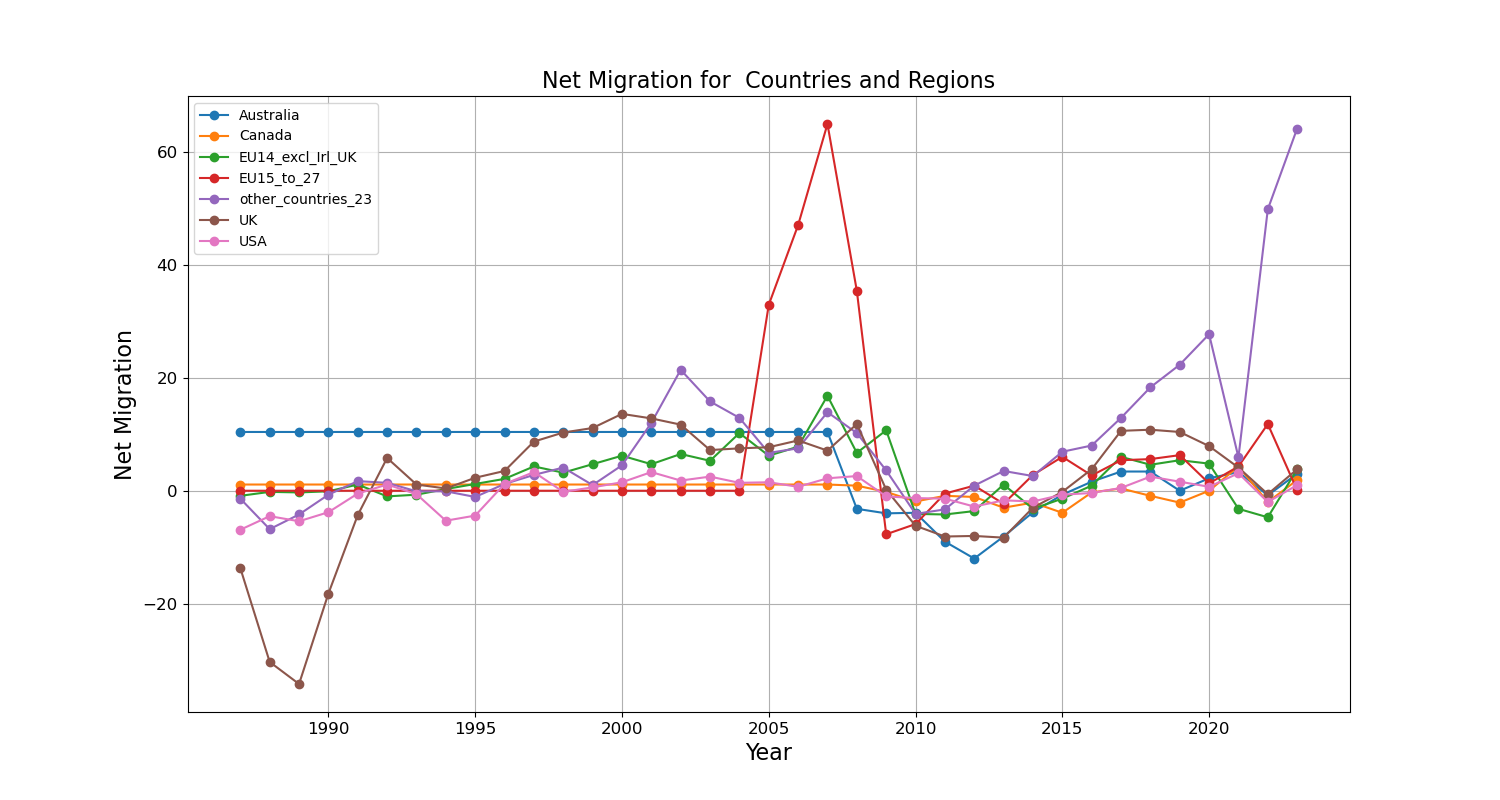 Net Migration for  Countries and Regions
Australia
Canada
EU14_excl_Irl_UK
EU15_to_27
other_countries_23
UK
USA
Net Migration
60
40
20
0
−20
1990 1995 2000 2005 2010 2015 2020
Year